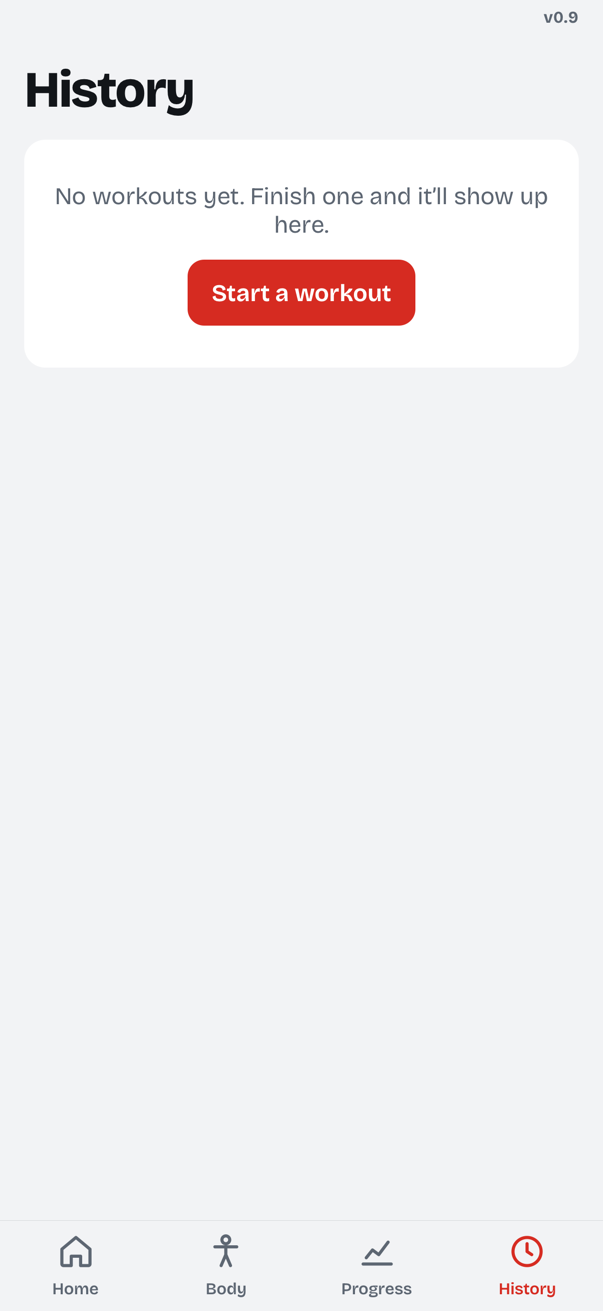 v0.9
History
No workouts yet. Finish one and it'll show up
here.
Start a workout
Home
Body
Progress
History